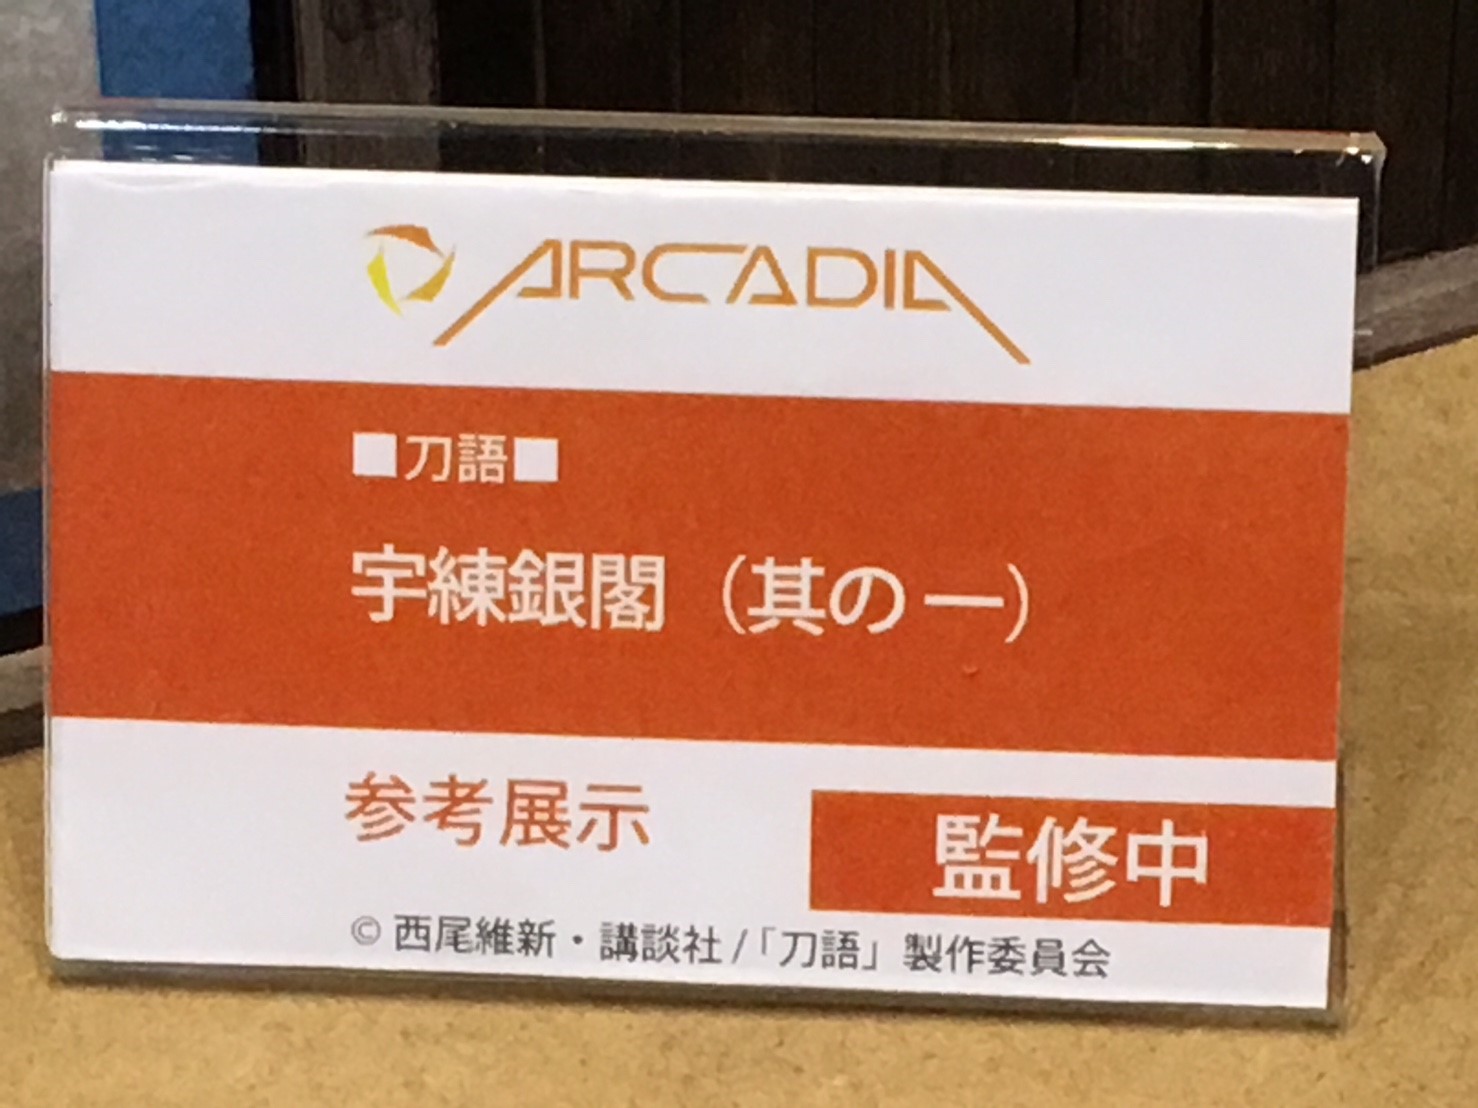 ARCADIA
■刀語■
宇練銀閣（其の一）
参考展示
監修中
© 西尾維新・講談社/「刀語」製作委員会